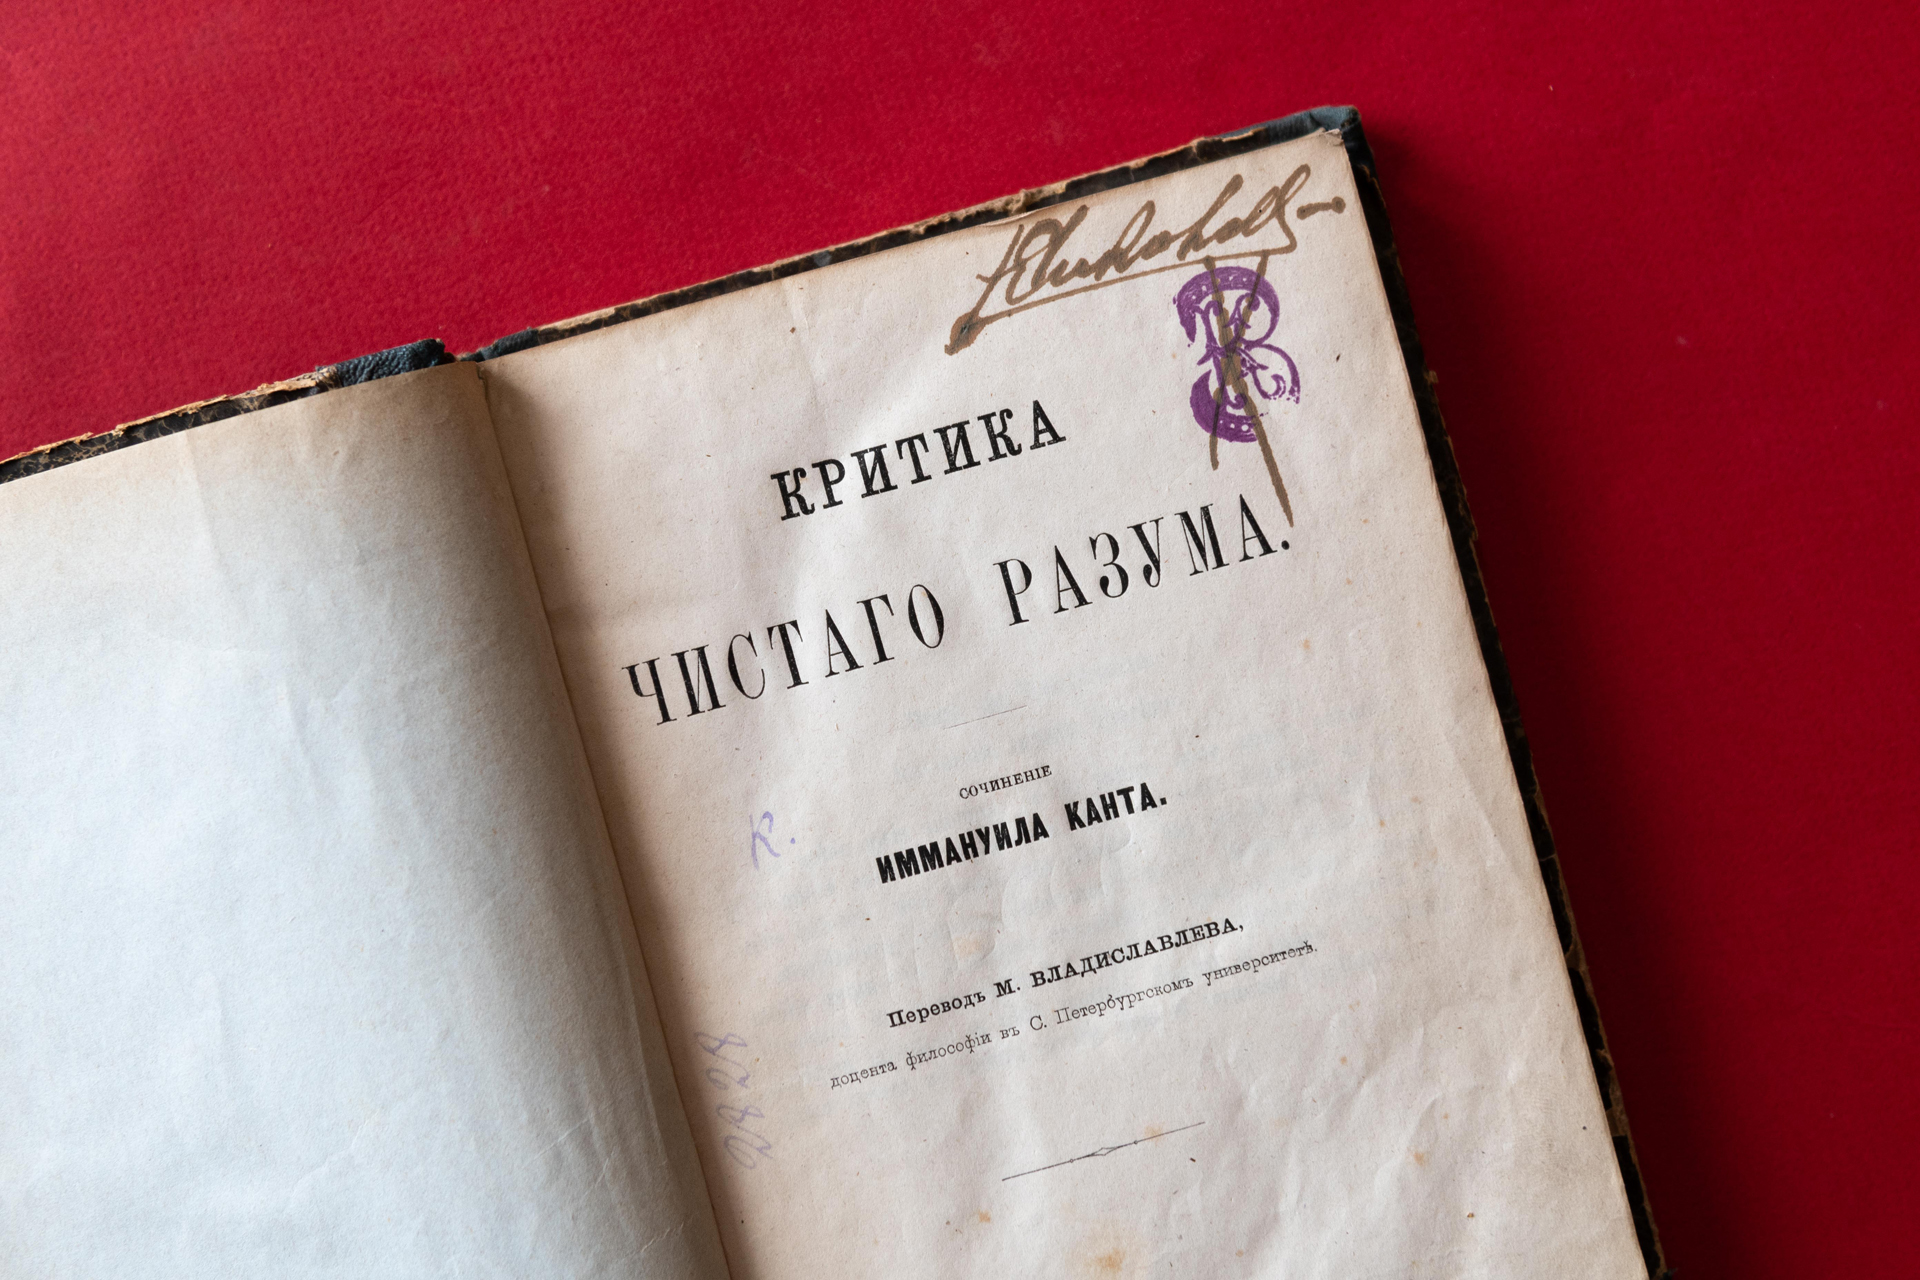 КРИТИКА
ЧИСТАГО РАЗУМА.
СОЧИНЕНІЕ
ИММАНУИЛА КАНТА.
К.
Переводъ М. ВЛАДИСЛАВЛЕВА,
доцента философіи въ С. Петербургскомъ университетѣ.